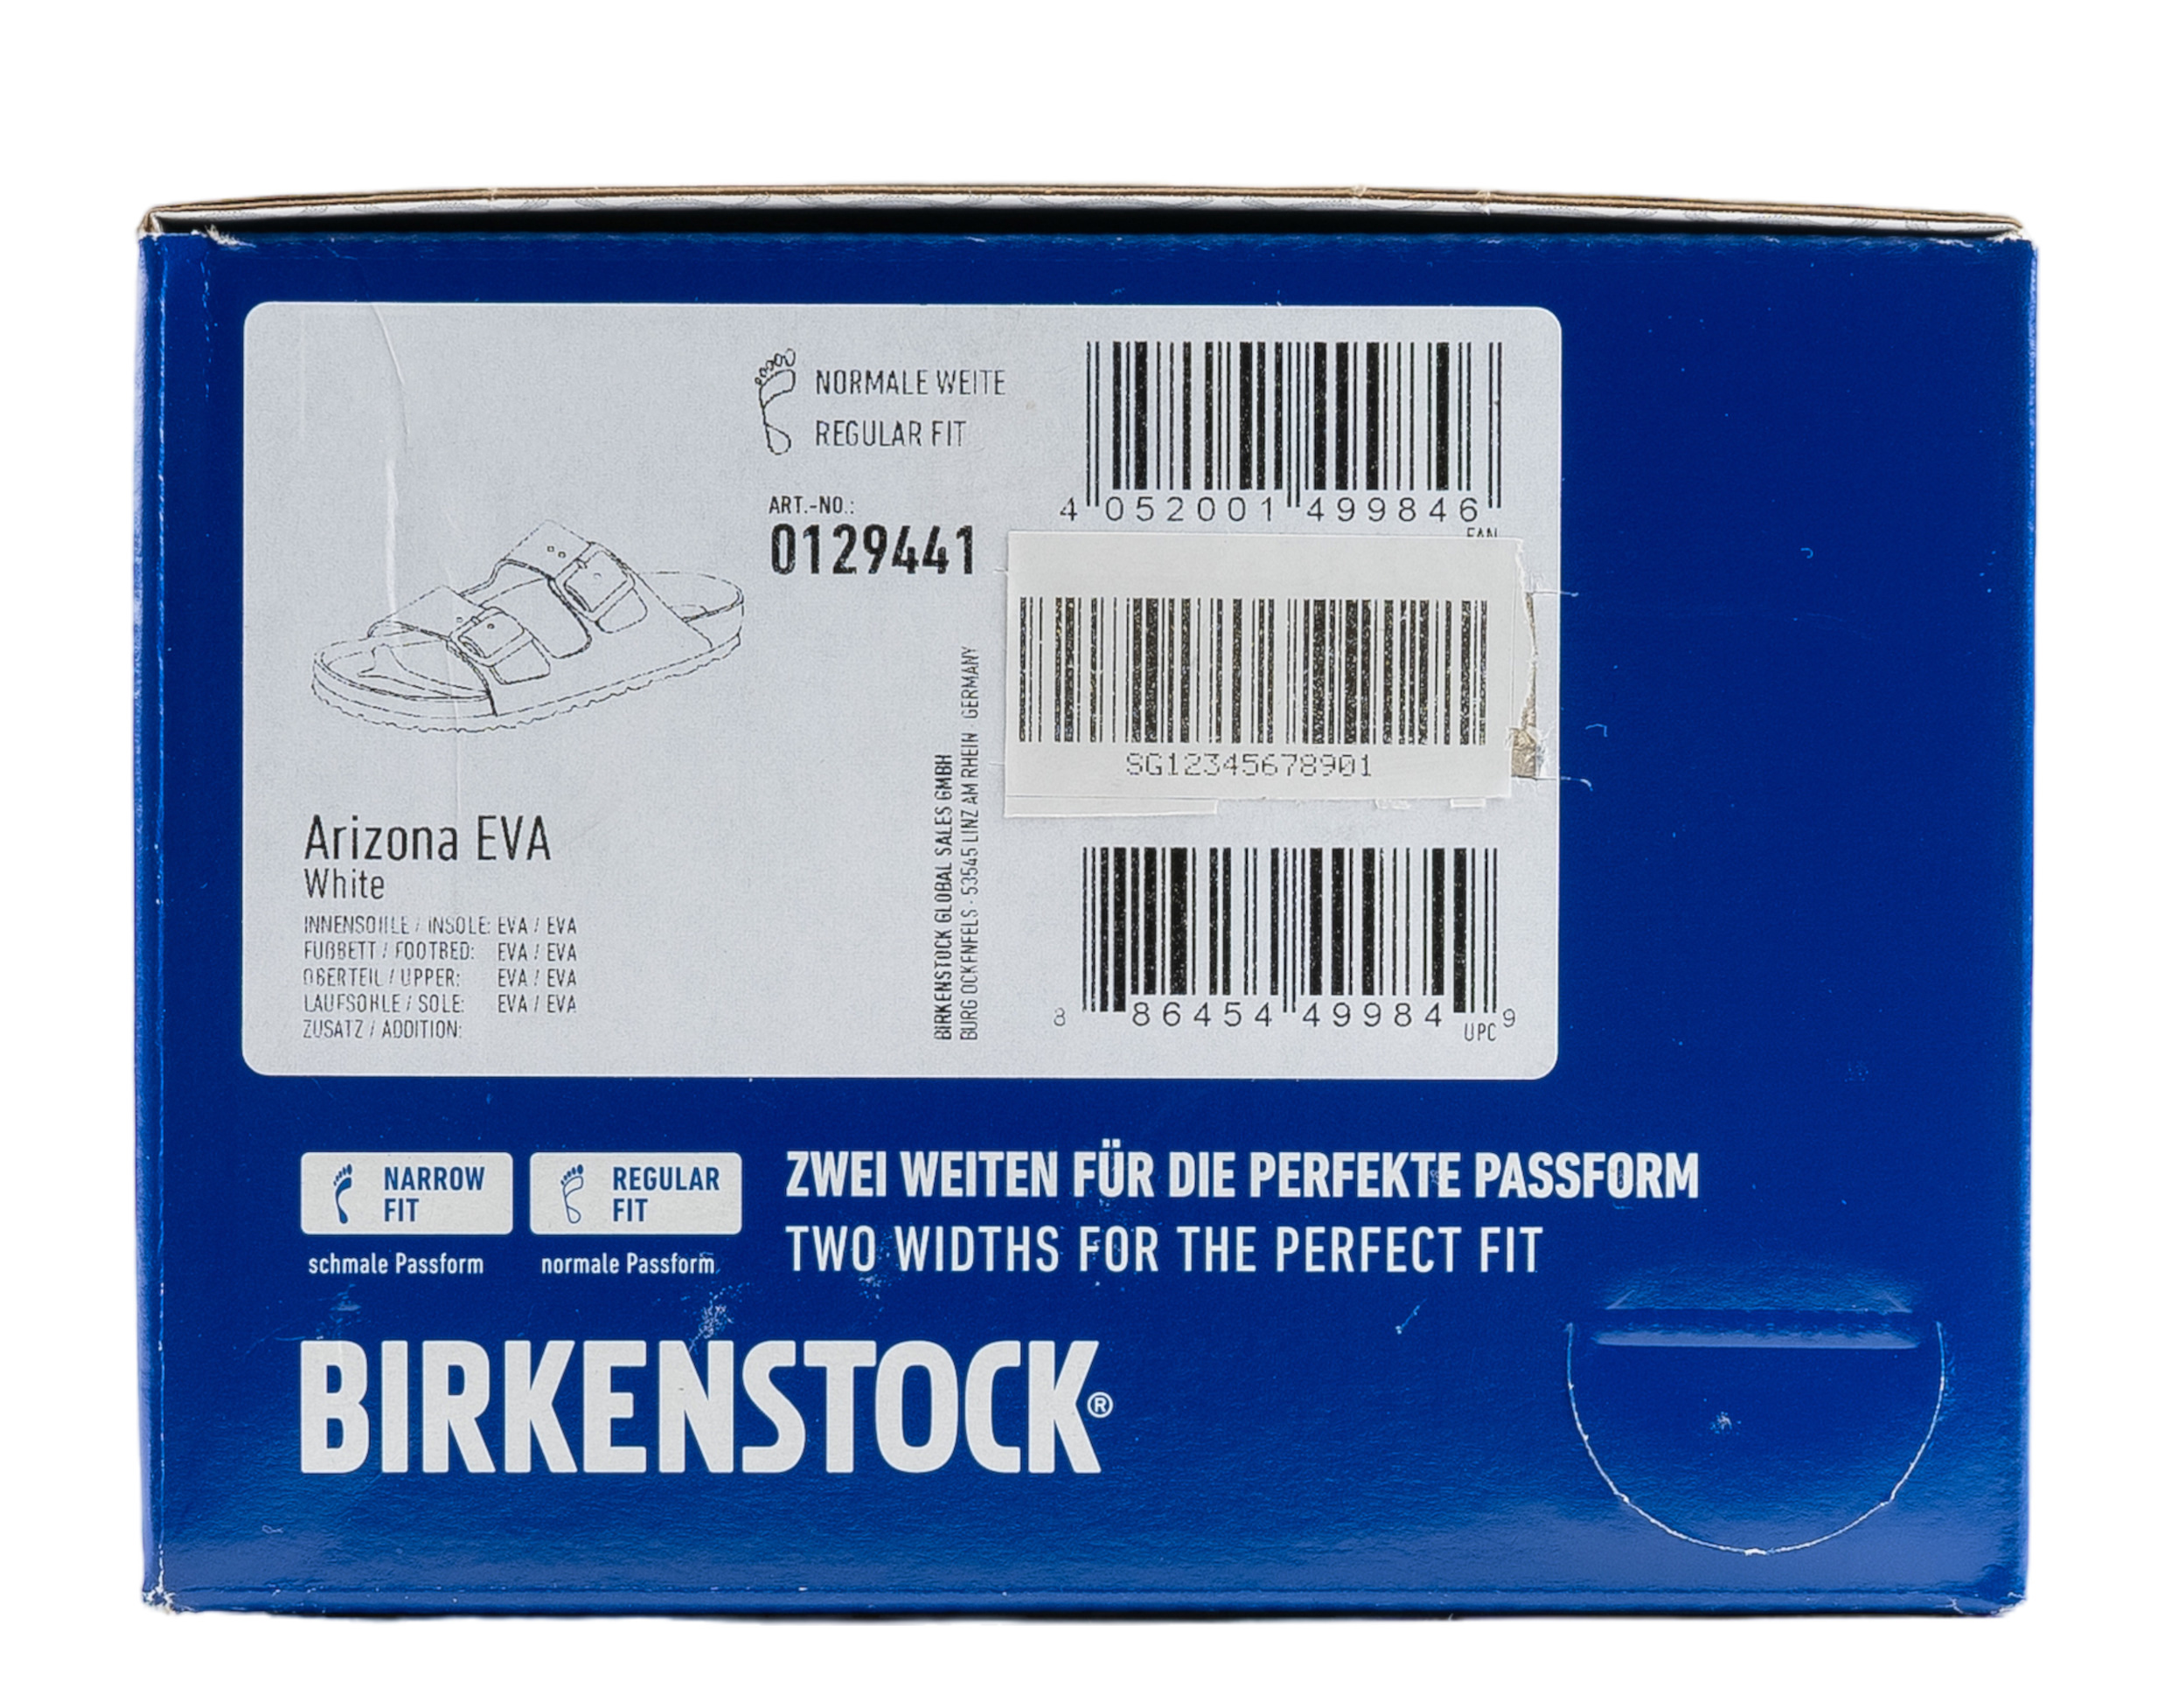 NORMALE WEITE
REGULAR FIT
ART.-NO.:
0129441
4 052001 499846
EAN
SG12345678901
8 86454 49984 9
UPC
BIRKENSTOCK GLOBAL SALES GMBH
BURG OCKENFELS · 53545 LINZ AM RHEIN · GERMANY
Arizona EVA
White
INNENSOHLE / INSOLE: EVA / EVA
FUßBETT / FOOTBED: EVA / EVA
OBERTEIL / UPPER: EVA / EVA
LAUFSOHLE / SOLE: EVA / EVA
ZUSATZ / ADDITION:
NARROW
FIT
schmale Passform
REGULAR
FIT
normale Passform
ZWEI WEITEN FÜR DIE PERFEKTE PASSFORM
TWO WIDTHS FOR THE PERFECT FIT
BIRKENSTOCK®